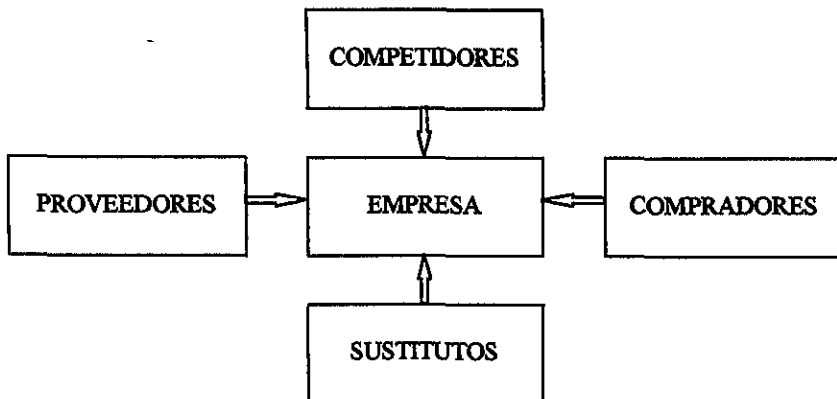 COMPETIDORES
PROVEEDORES
EMPRESA
COMPRADORES
SUSTITUTOS